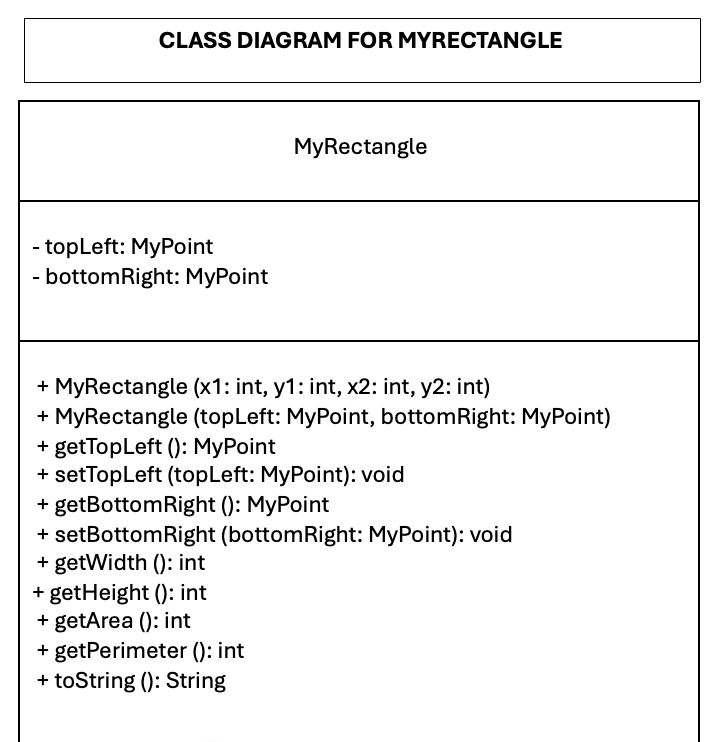 CLASS DIAGRAM FOR MYRECTANGLE
MyRectangle
- topLeft: MyPoint
- bottomRight: MyPoint
+ MyRectangle (x1: int, y1: int, x2: int, y2: int)
+ MyRectangle (topLeft: MyPoint, bottomRight: MyPoint)
+ getTopLeft (): MyPoint
+ setTopLeft (topLeft: MyPoint): void
+ getBottomRight (): MyPoint
+ setBottomRight (bottomRight: MyPoint): void
+ getWidth (): int
+ getHeight (): int
+ getArea (): int
+ getPerimeter (): int
+ toString (): String